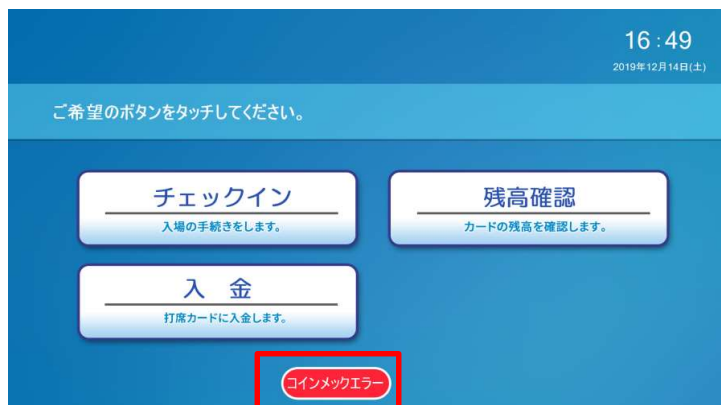 16:49
2019年12月14日(土)
ご希望のボタンをタッチしてください。
チェックイン
入場の手続きをします。
残高確認
カードの残高を確認します。
入 金
打席カードに入金します。
コインメックエラー